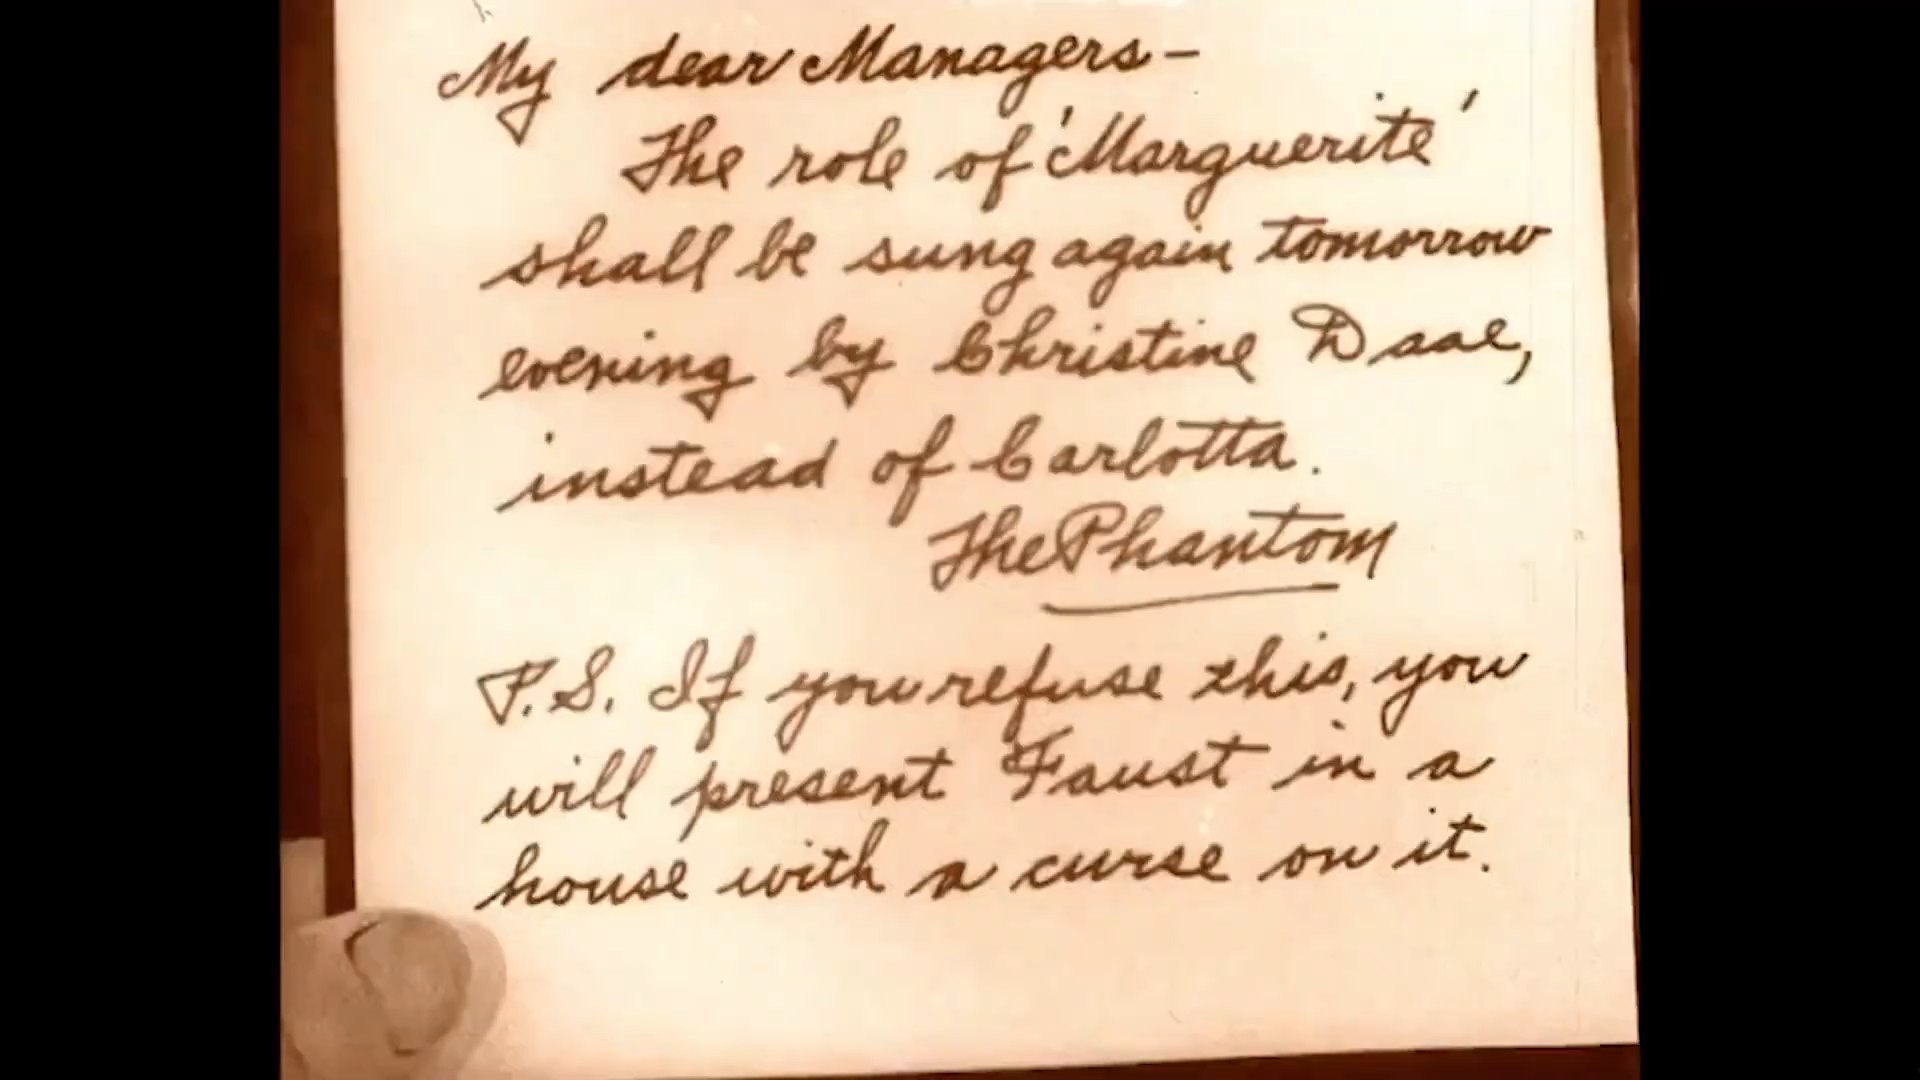 My dear Managers-
The role of 'Marguerite'
shall be sung again tomorrow
evening by Christine Daae,
instead of Carlotta.
The Phantom
P.S. If you refuse this, you
will present Faust in a
house with a curse on it.